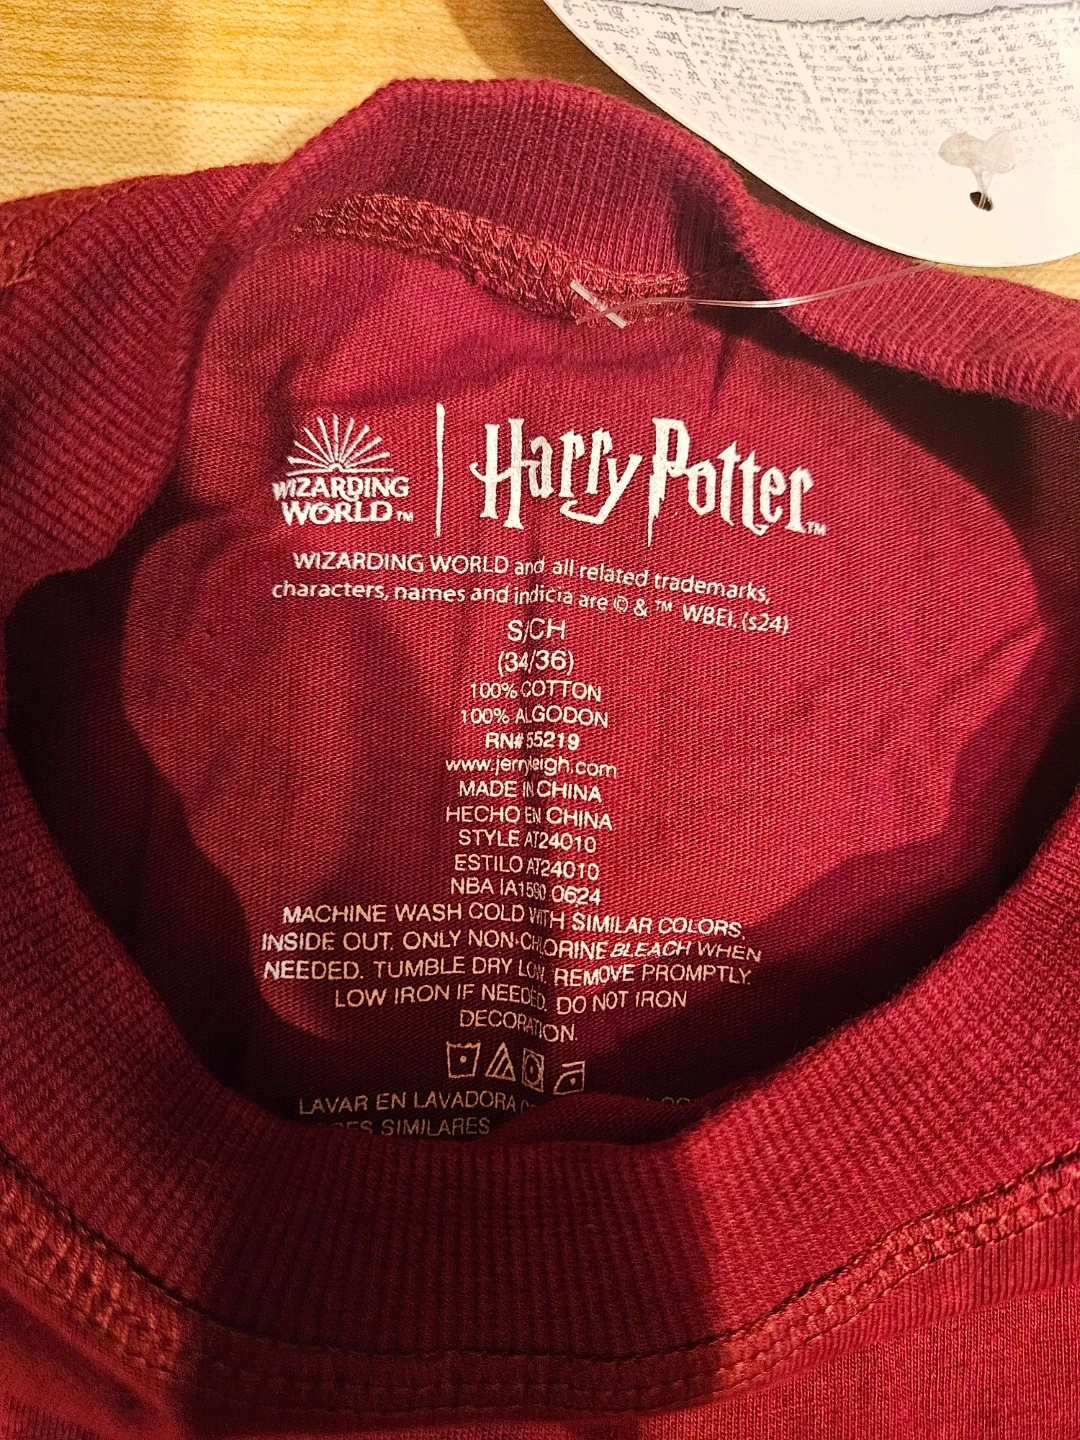 WIZARDING
WORLD™
Harry Potter™
WIZARDING WORLD and all related trademarks,
characters, names and indicia are © & ™ WBEI. (s24)
S/CH
(34/36)
100% COTTON
100% ALGODON
RN# 55219
www.jerryleigh.com
MADE IN CHINA
HECHO EN CHINA
STYLE AT24010
ESTILO AT24010
NBA IA1590 0624
MACHINE WASH COLD WITH SIMILAR COLORS,
INSIDE OUT. ONLY NON-CHLORINE BLEACH WHEN
NEEDED. TUMBLE DRY LOW. REMOVE PROMPTLY.
LOW IRON IF NEEDED. DO NOT IRON
DECORATION.
LAVAR EN LAVADORA
SIMILARES